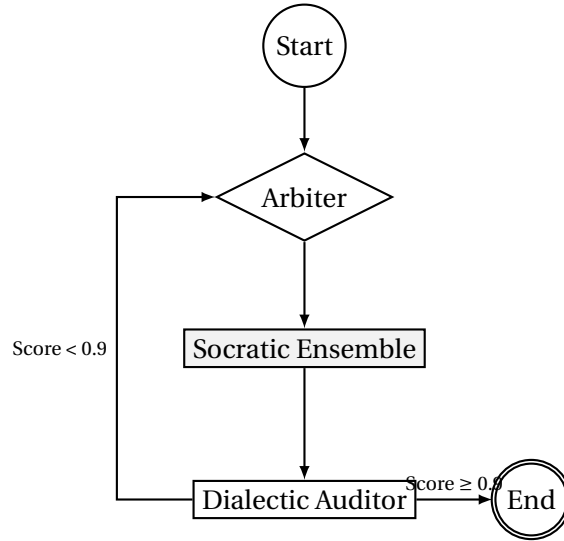 Start
Arbiter
Socratic Ensemble
Score < 0.9
Dialectic Auditor
Score ≥ 0.9
End